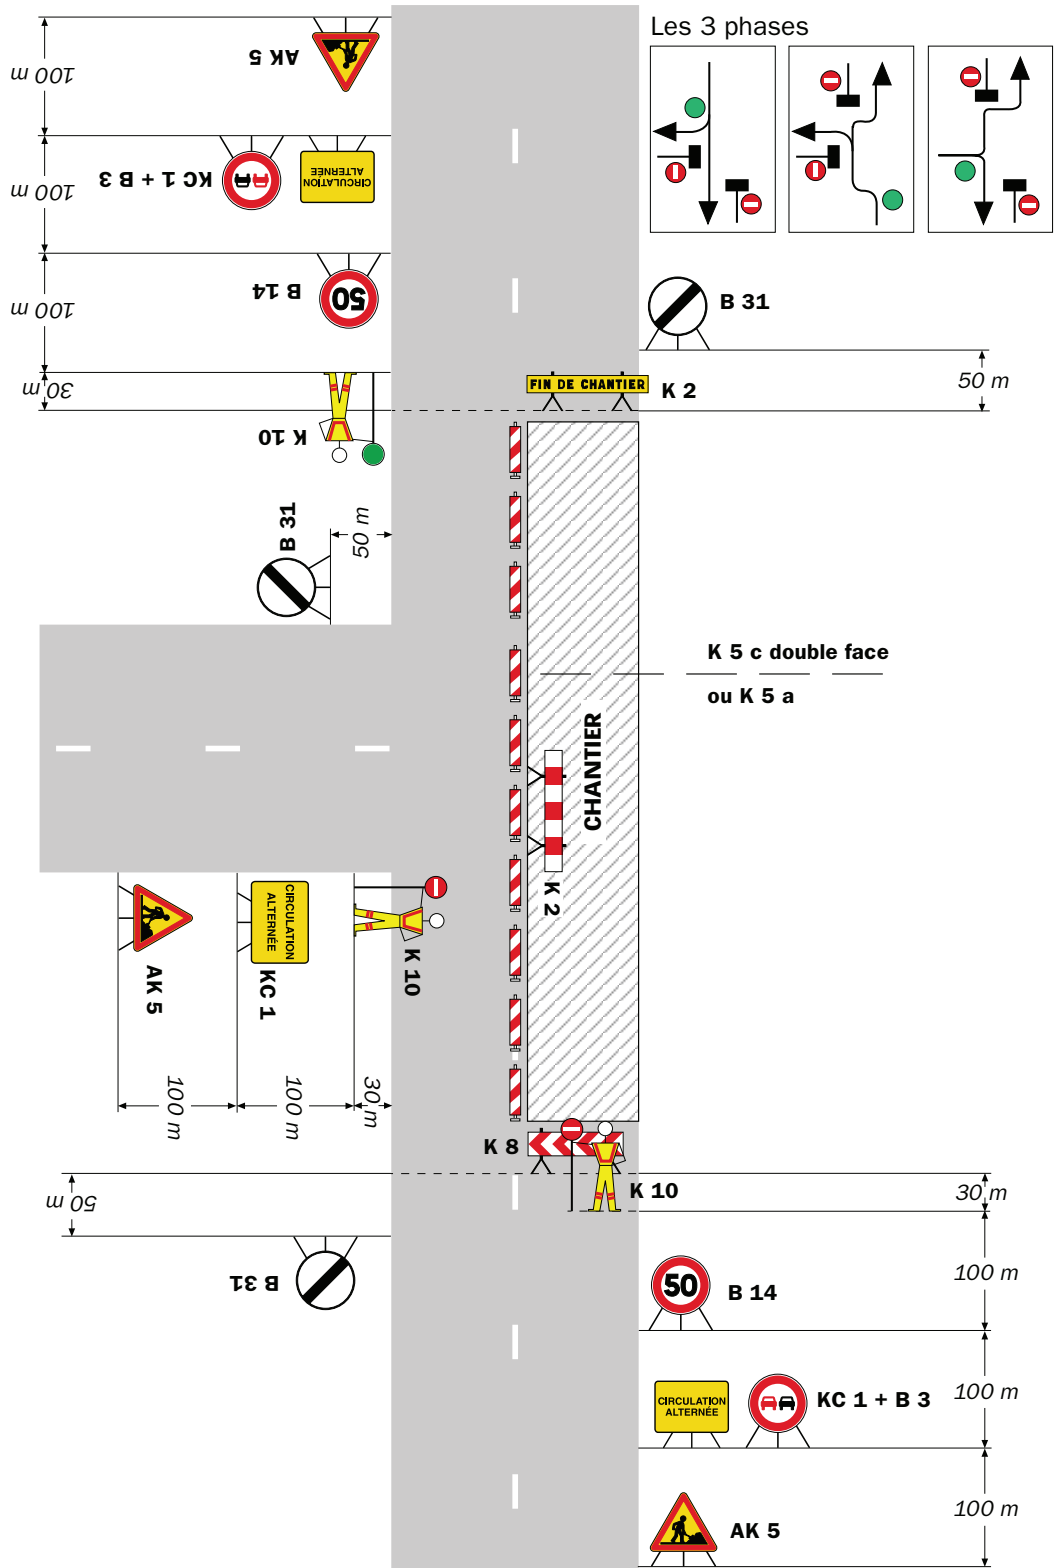 Les 3 phases
100 m
AK 5
100 m
KC 1 + B 3
CIRCULATION
ALTERNÉE
100 m
B 14
50
B 31
30 m
K 10
FIN DE CHANTIER
K 2
50 m
B 31
50 m
K 5 c double face
ou K 5 a
CHANTIER
K 2
AK 5
CIRCULATION
ALTERNÉE
KC 1
K 10
100 m
100 m
30 m
K 8
K 10
30 m
50 m
B 31
50
B 14
100 m
CIRCULATION
ALTERNÉE
KC 1 + B 3
100 m
AK 5
100 m